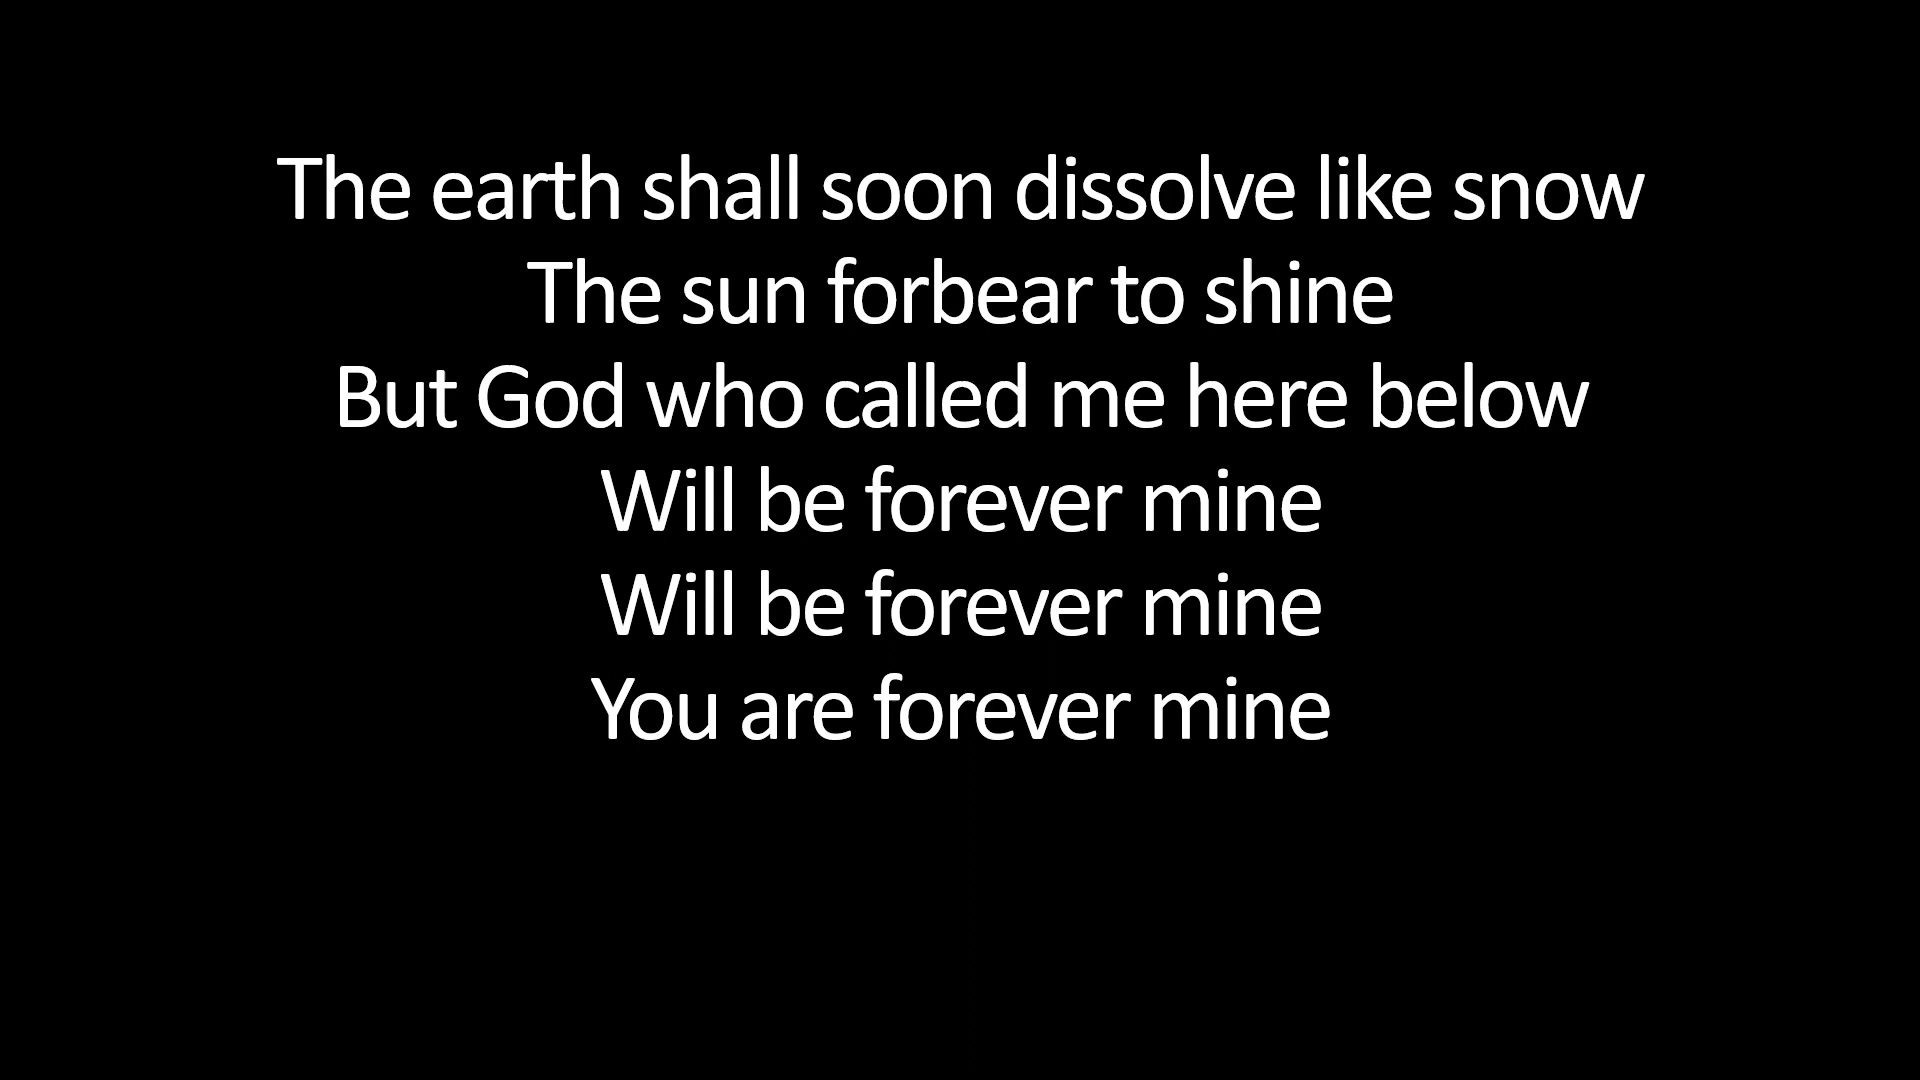 The earth shall soon dissolve like snow
The sun forbear to shine
But God who called me here below
Will be forever mine
Will be forever mine
You are forever mine